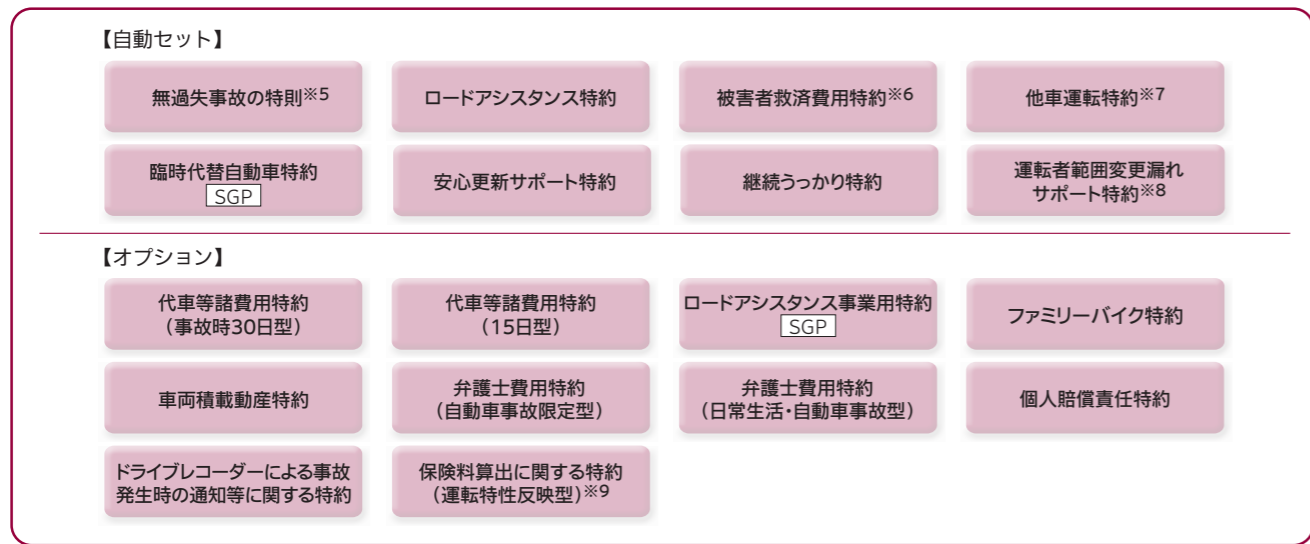 【自動セット】
無過失事故の特則※5
ロードアシスタンス特約
被害者救済費用特約※6
他車運転特約※7
臨時代替自動車特約
SGP
安心更新サポート特約
継続うっかり特約
運転者範囲変更漏れ
サポート特約※8
【オプション】
代車等諸費用特約
（事故時30日型）
代車等諸費用特約
（15日型）
ロードアシスタンス事業用特約
SGP
ファミリーバイク特約
車両積載動産特約
弁護士費用特約
（自動車事故限定型）
弁護士費用特約
（日常生活・自動車事故型）
個人賠償責任特約
ドライブレコーダーによる事故
発生時の通知等に関する特約
保険料算出に関する特約
（運転特性反映型）※9